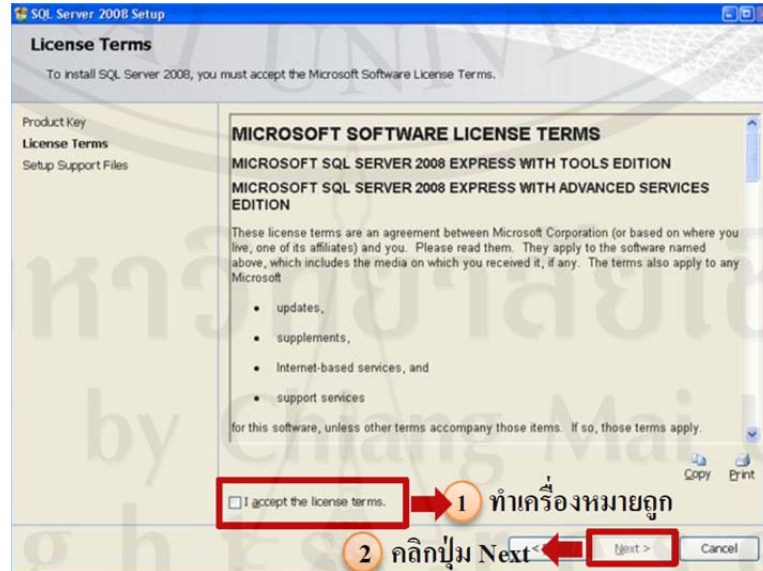 SQL Server 2008 Setup
License Terms
To install SQL Server 2008, you must accept the Microsoft Software License Terms.
Product Key
License Terms
Setup Support Files
MICROSOFT SOFTWARE LICENSE TERMS
MICROSOFT SQL SERVER 2008 EXPRESS WITH TOOLS EDITION
MICROSOFT SQL SERVER 2008 EXPRESS WITH ADVANCED SERVICES
EDITION
These license terms are an agreement between Microsoft Corporation (or based on where you
live, one of its affiliates) and you. Please read them. They apply to the software named
above, which includes the media on which you received it, if any. The terms also apply to any
Microsoft
• updates,
• supplements,
• Internet-based services, and
• support services
for this software, unless other terms accompany those items. If so, those terms apply.
Copy Print
I accept the license terms.
1 ทำเครื่องหมายถูก
2 คลิกปุ่ม Next
<
Next >
Cancel
by Chiang Mai